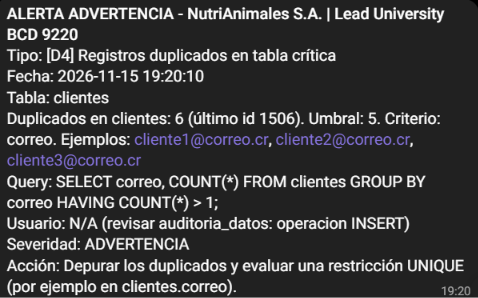 ALERTA ADVERTENCIA - NutriAnimales S.A. | Lead University
BCD 9220
Tipo: [D4] Registros duplicados en tabla crítica
Fecha: 2026-11-15 19:20:10
Tabla: clientes
Duplicados en clientes: 6 (último id 1506). Umbral: 5. Criterio:
correo. Ejemplos: cliente1@correo.cr, cliente2@correo.cr,
cliente3@correo.cr
Query: SELECT correo, COUNT(*) FROM clientes GROUP BY
correo HAVING COUNT(*) > 1;
Usuario: N/A (revisar auditoria_datos: operacion INSERT)
Severidad: ADVERTENCIA
Acción: Depurar los duplicados y evaluar una restricción UNIQUE
(por ejemplo en clientes.correo).
19:20